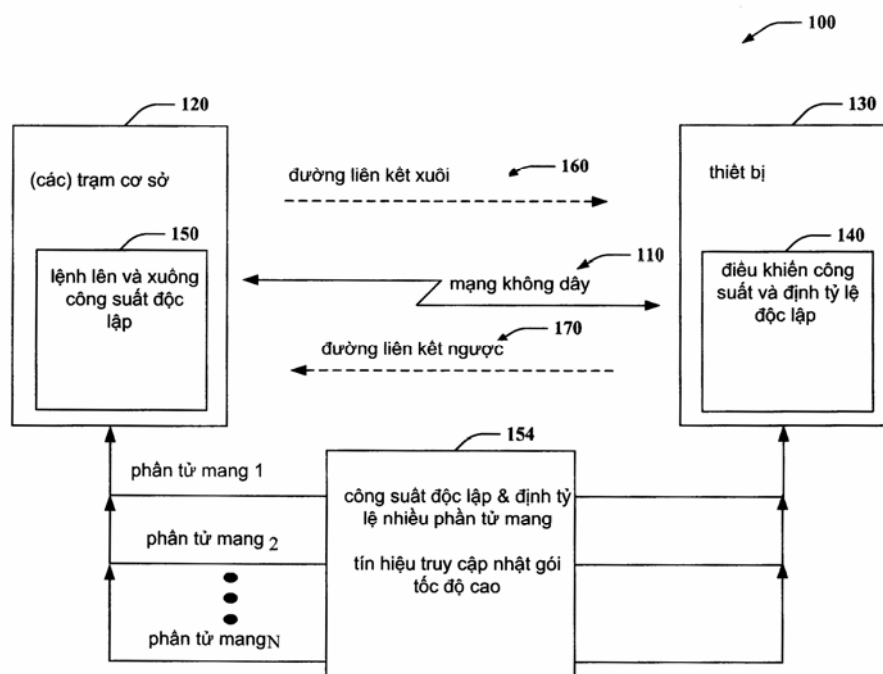 100
120
130
(các) trạm cơ sở
đường liên kết xuôi
160
thiết bị
150
lệnh lên và xuông
công suất độc
lập
110
mạng không dây
140
điều khiển công
suất và định tỷ lệ
độc lập
170
đường liên kết ngược
154
phần tử mang 1
công suất độc lập & định tỷ
lệ nhiều phần tử mang
phần tử mang 2
tín hiệu truy cập nhật gói
tốc độ cao
phần tử mang N